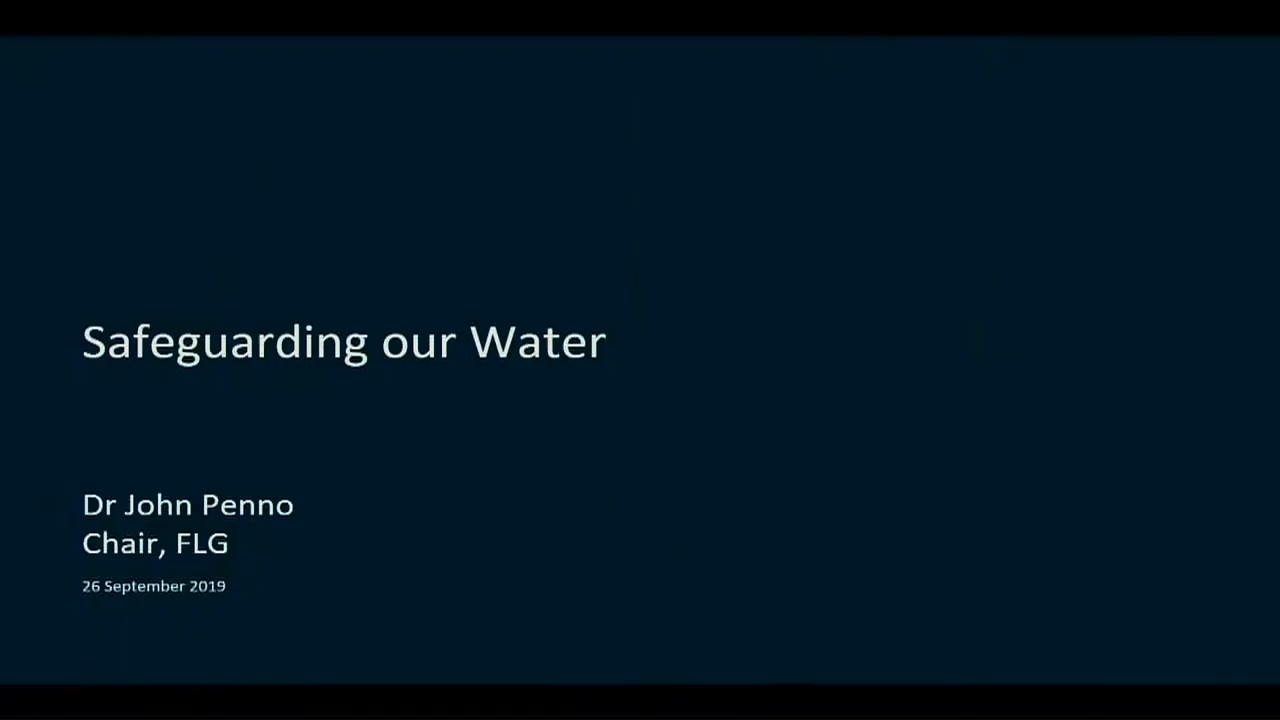 Safeguarding our Water
Dr John Penno
Chair, FLG
26 September 2019